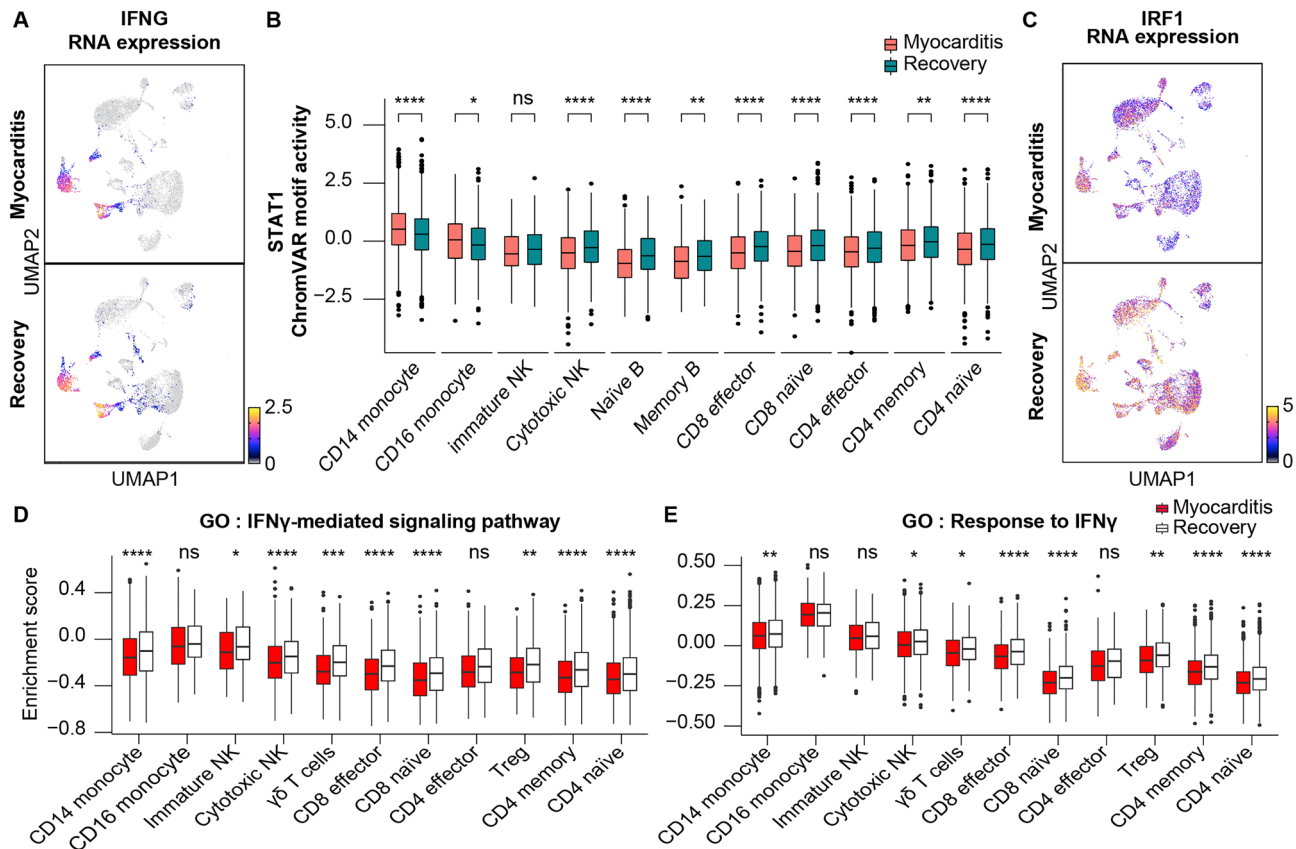 A
IFNG
RNA expression
Myocarditis
Recovery
UMAP2
UMAP1
2.5
0
B
Myocarditis
Recovery
STAT1
ChromVAR motif activity
5.0
2.5
0.0
−2.5
**** * ns **** **** ** **** **** **** ** ****
CD14 monocyte
CD16 monocyte
immature NK
Cytotoxic NK
Naïve B
Memory B
CD8 effector
CD8 naïve
CD4 effector
CD4 memory
CD4 naïve
C
IRF1
RNA expression
Myocarditis
Recovery
UMAP2
UMAP1
5
0
D
GO : IFNγ-mediated signaling pathway
**** ns * **** *** **** **** ns ** **** ****
Enrichment score
0.4
0.0
−0.4
−0.8
CD14 monocyte
CD16 monocyte
Immature NK
Cytotoxic NK
γδ T cells
CD8 effector
CD8 naïve
CD4 effector
Treg
CD4 memory
CD4 naïve
E
GO : Response to IFNγ
Myocarditis
Recovery
** ns ns * * **** **** ns ** **** ****
0.50
0.25
0.00
−0.25
−0.50
CD14 monocyte
CD16 monocyte
Immature NK
Cytotoxic NK
γδ T cells
CD8 effector
CD8 naïve
CD4 effector
Treg
CD4 memory
CD4 naïve